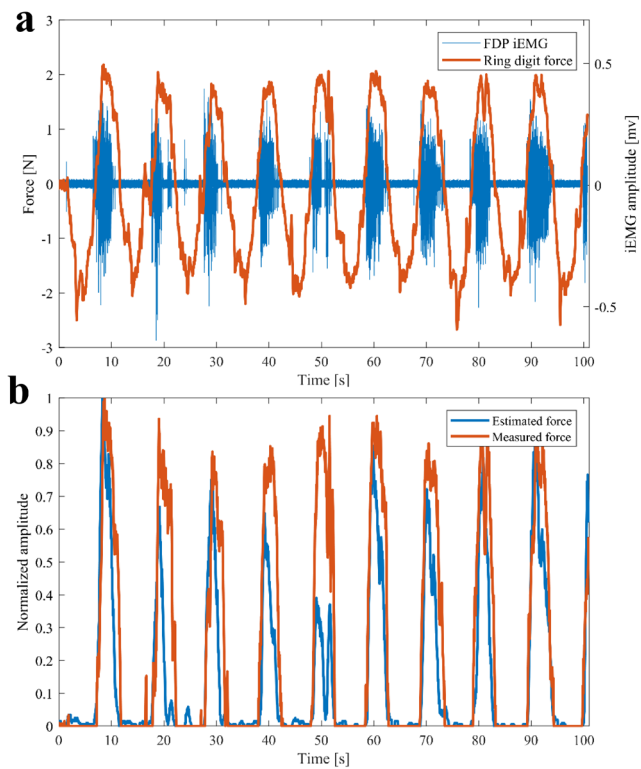 a
FDP iEMG
Ring digit force
3
2
1
0
-1
-2
-3
Force [N]
0.5
0
-0.5
iEMG amplitude [mv]
0 10 20 30 40 50 60 70 80 90 100
Time [s]
b
Estimated force
Measured force
1
0.9
0.8
0.7
0.6
0.5
0.4
0.3
0.2
0.1
0
Normalized amplitude
0 10 20 30 40 50 60 70 80 90 100
Time [s]